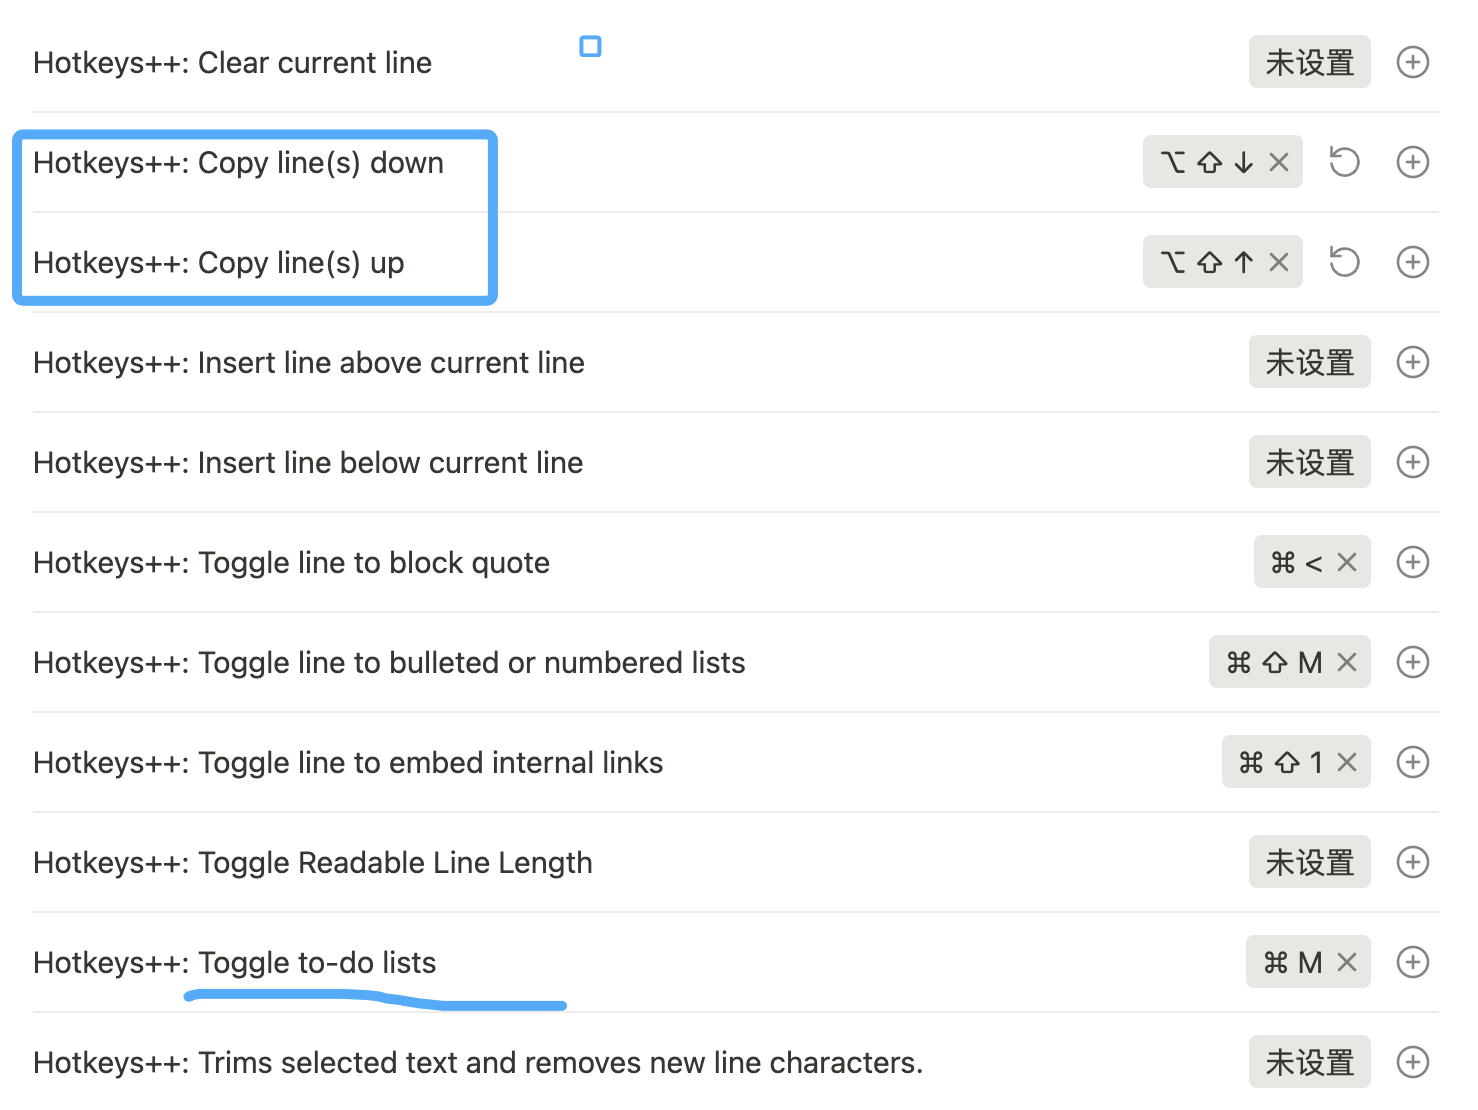 Hotkeys++: Clear current line 未设置
Hotkeys++: Copy line(s) down ⌥ ⇧ ↓ ×
Hotkeys++: Copy line(s) up ⌥ ⇧ ↑ ×
Hotkeys++: Insert line above current line 未设置
Hotkeys++: Insert line below current line 未设置
Hotkeys++: Toggle line to block quote ⌘ < ×
Hotkeys++: Toggle line to bulleted or numbered lists ⌘ ⇧ M ×
Hotkeys++: Toggle line to embed internal links ⌘ ⇧ 1 ×
Hotkeys++: Toggle Readable Line Length 未设置
Hotkeys++: Toggle to-do lists ⌘ M ×
Hotkeys++: Trims selected text and removes new line characters. 未设置